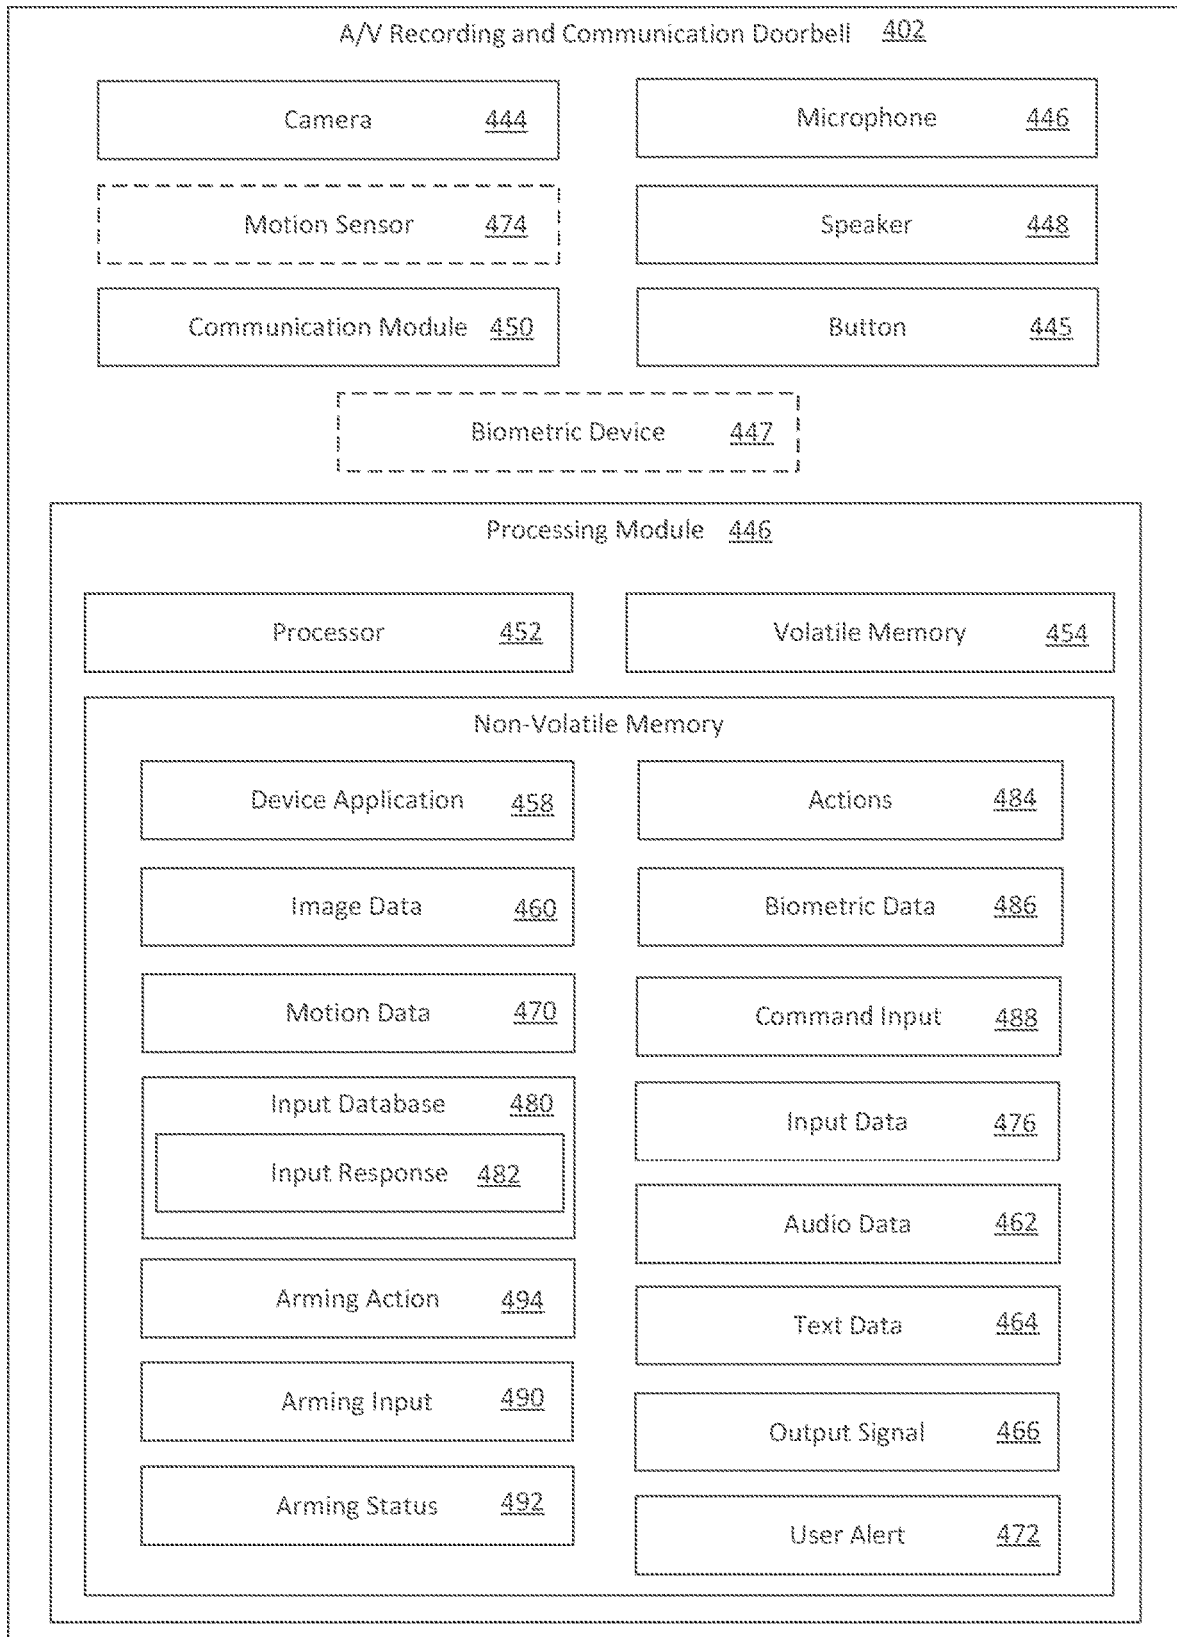 A/V Recording and Communication Doorbell 402
Camera 444
Microphone 446
Motion Sensor 474
Speaker 448
Communication Module 450
Button 445
Biometric Device 447
Processing Module 446
Processor 452
Volatile Memory 454
Non-Volatile Memory
Device Application 458
Actions 484
Image Data 460
Biometric Data 486
Motion Data 470
Command Input 488
Input Database 480
Input Data 476
Input Response 482
Audio Data 462
Arming Action 494
Text Data 464
Arming Input 490
Output Signal 466
Arming Status 492
User Alert 472